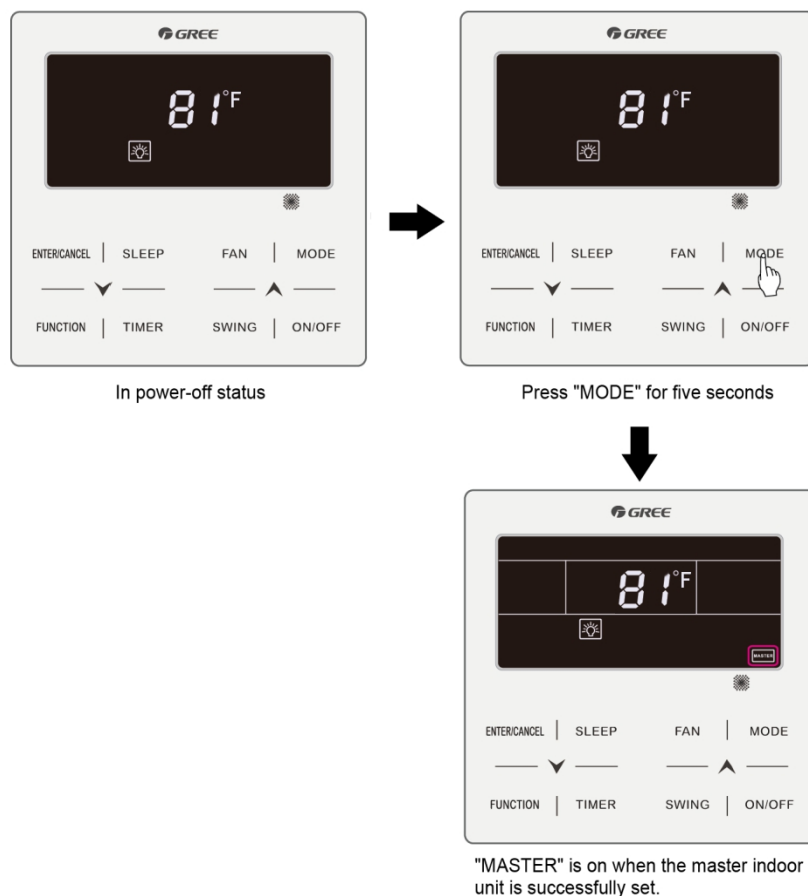 GREE
81°F
ENTER/CANCEL SLEEP FAN MODE
FUNCTION TIMER SWING ON/OFF
In power-off status
GREE
81°F
ENTER/CANCEL SLEEP FAN MODE
FUNCTION TIMER SWING ON/OFF
Press "MODE" for five seconds
GREE
81°F
MASTER
ENTER/CANCEL SLEEP FAN MODE
FUNCTION TIMER SWING ON/OFF
"MASTER" is on when the master indoor
unit is successfully set.